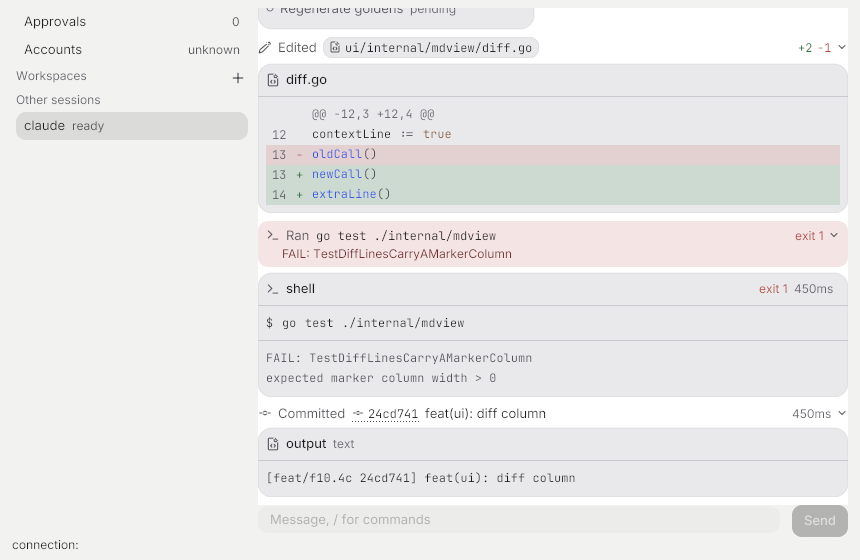 Approvals 0
Accounts unknown
Workspaces +
Other sessions
claude ready
Regenerate goldens pending
Edited ui/internal/mdview/diff.go +2 -1
diff.go
@@ -12,3 +12,4 @@
12 contextLine := true
13 - oldCall()
13 + newCall()
14 + extraLine()
>_ Ran go test ./internal/mdview exit 1
FAIL: TestDiffLinesCarryAMarkerColumn
>_ shell exit 1 450ms
$ go test ./internal/mdview
FAIL: TestDiffLinesCarryAMarkerColumn
expected marker column width > 0
Committed 24cd741 feat(ui): diff column 450ms
output text
[feat/f10.4c 24cd741] feat(ui): diff column
Message, / for commands Send
connection: